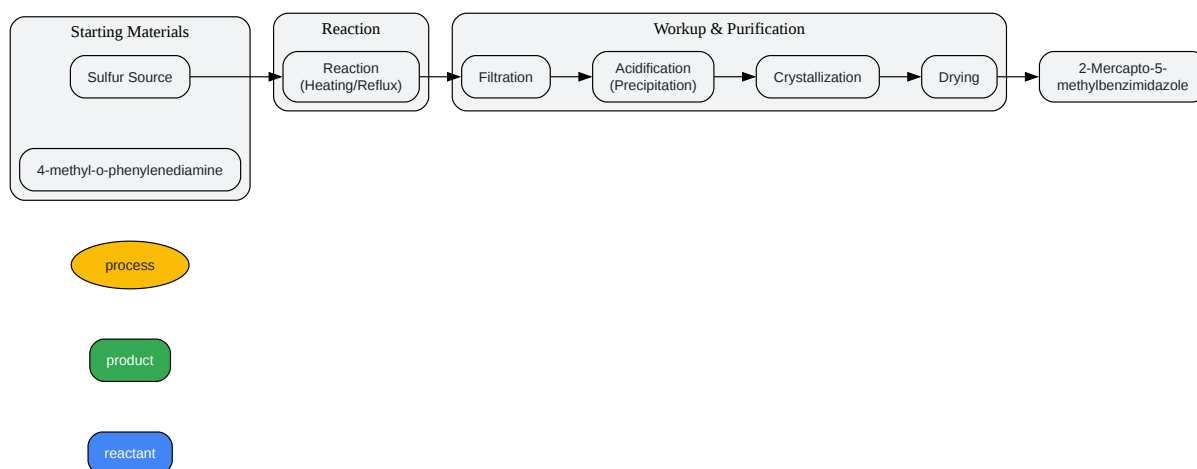 Starting Materials
Reaction
Workup & Purification
Sulfur Source
Reaction
(Heating/Reflux)
Filtration
Acidification
(Precipitation)
Crystallization
Drying
2-Mercapto-5-
methylbenzimidazole
4-methyl-o-phenylenediamine
process
product
reactant